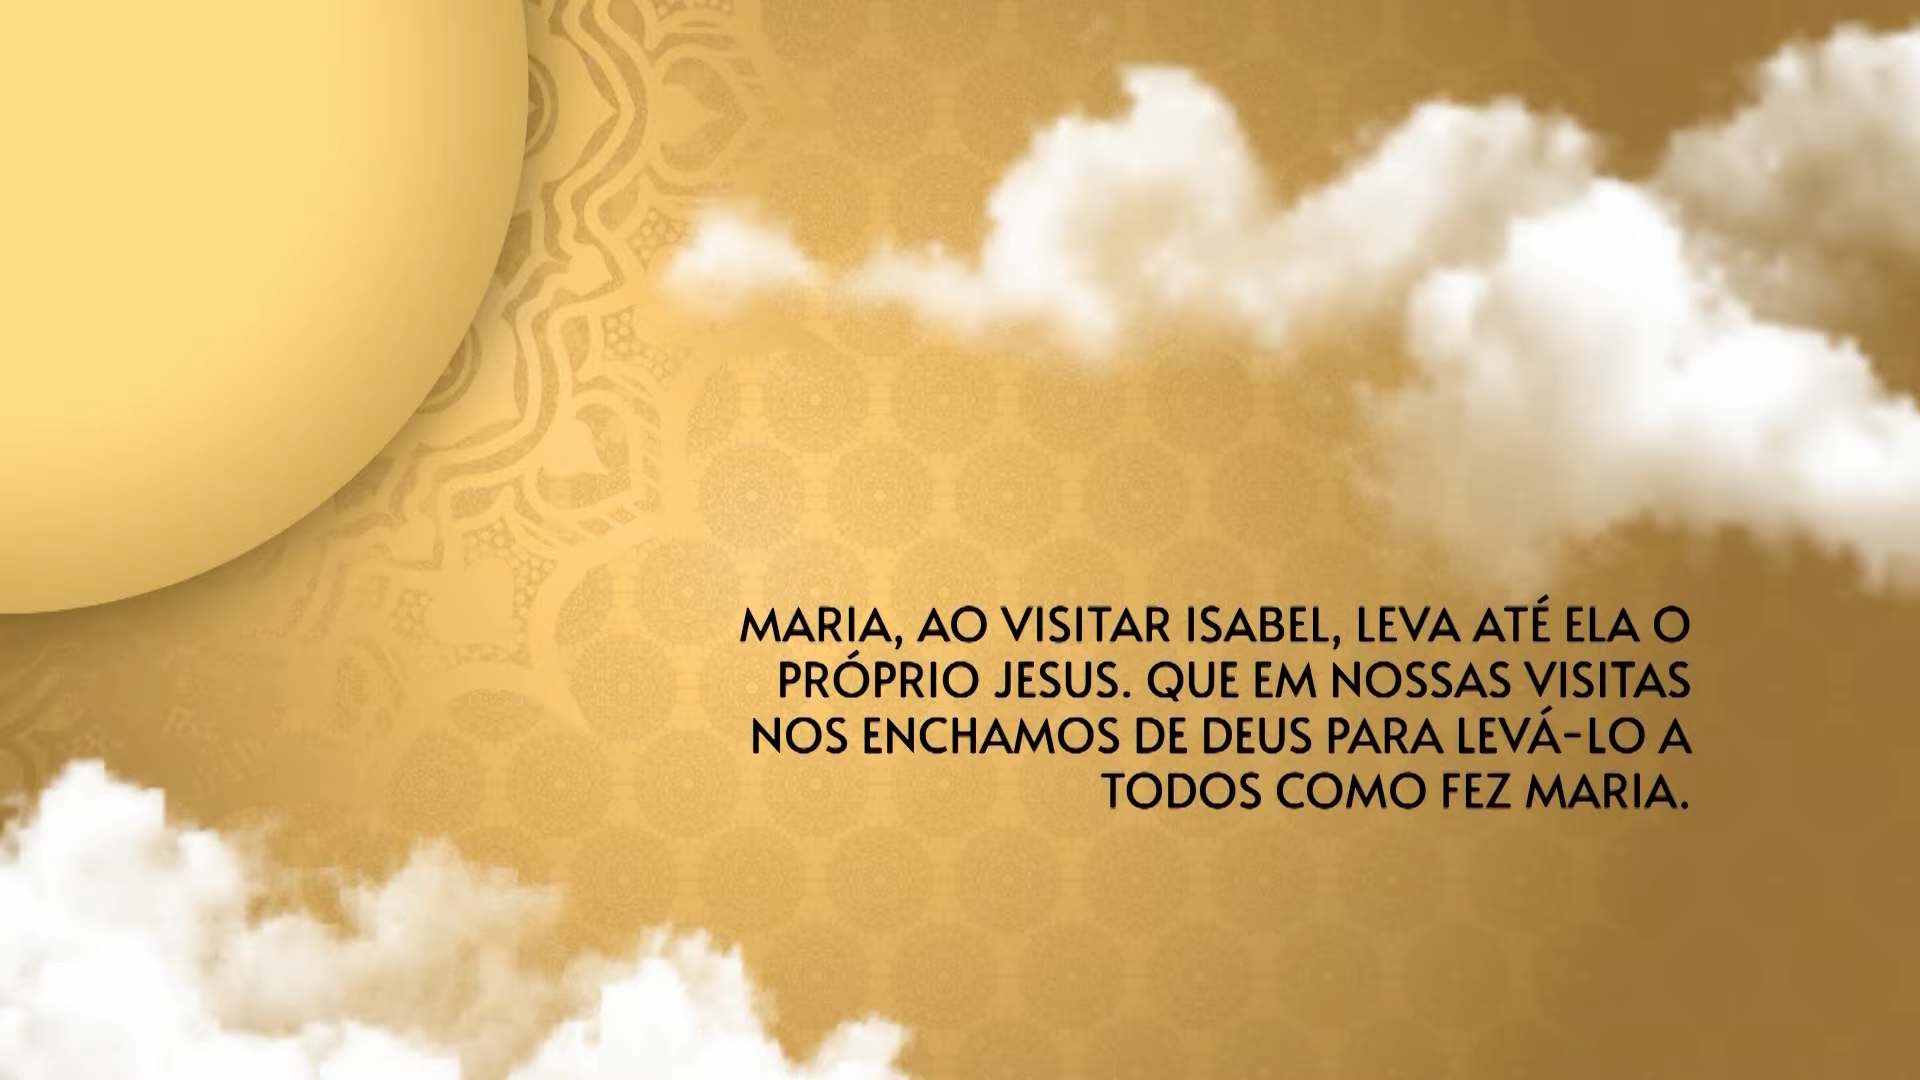 MARIA, AO VISITAR ISABEL, LEVA ATÉ ELA O
PRÓPRIO JESUS. QUE EM NOSSAS VISITAS
NOS ENCHAMOS DE DEUS PARA LEVÁ-LO A
TODOS COMO FEZ MARIA.